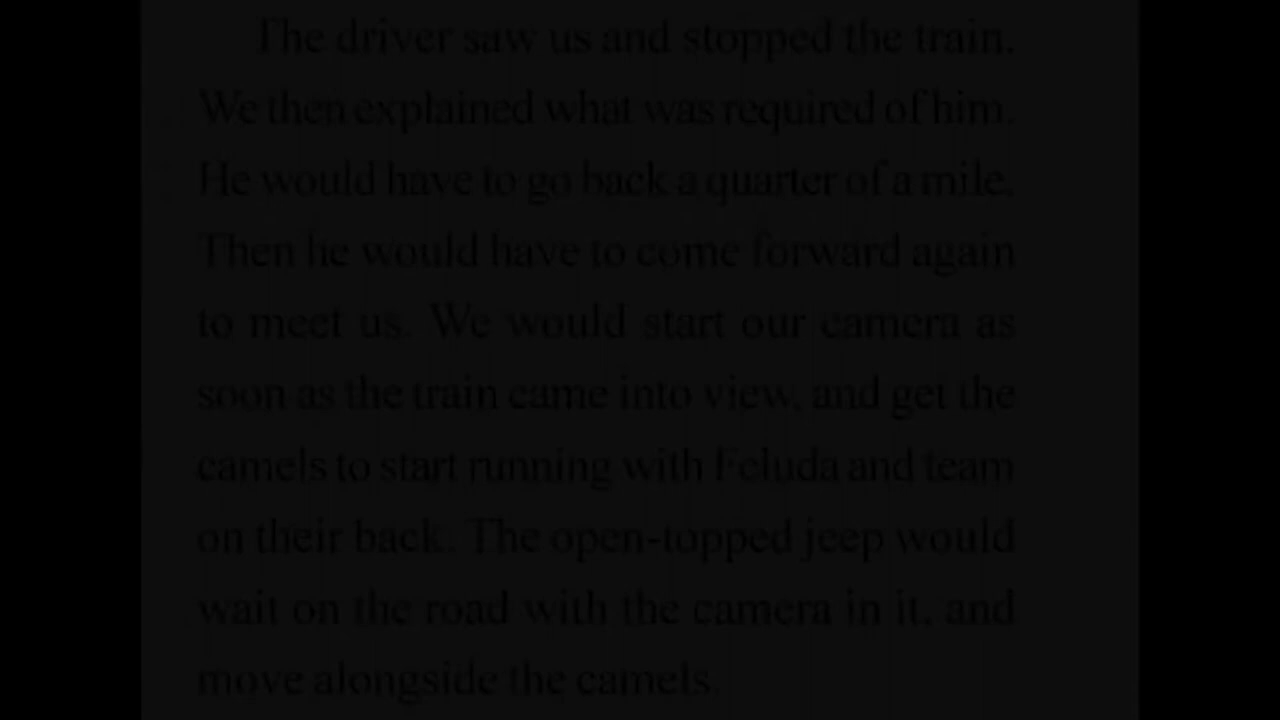 The driver saw us and stopped the train.
We then explained what was required of him.
He would have to go back a quarter of a mile.
Then he would have to come forward again
to meet us. We would start our camera as
soon as the train came into view, and get the
camels to start running with Feluda and team
on their back. The open-topped jeep would
wait on the road with the camera in it, and
move alongside the camels.